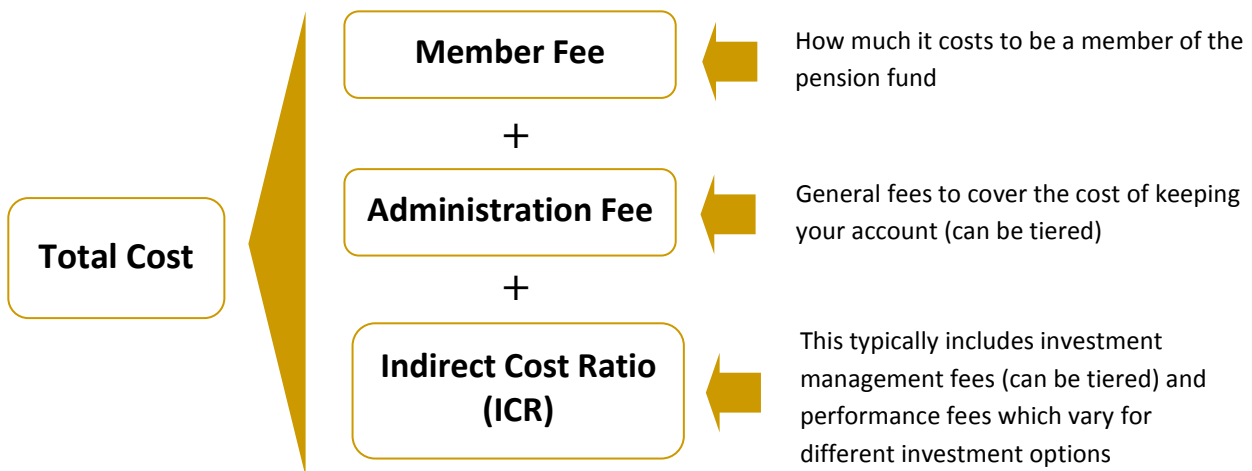 Member Fee
How much it costs to be a member of the
pension fund
+
Administration Fee
General fees to cover the cost of keeping
your account (can be tiered)
Total Cost
+
Indirect Cost Ratio
(ICR)
This typically includes investment
management fees (can be tiered) and
performance fees which vary for
different investment options